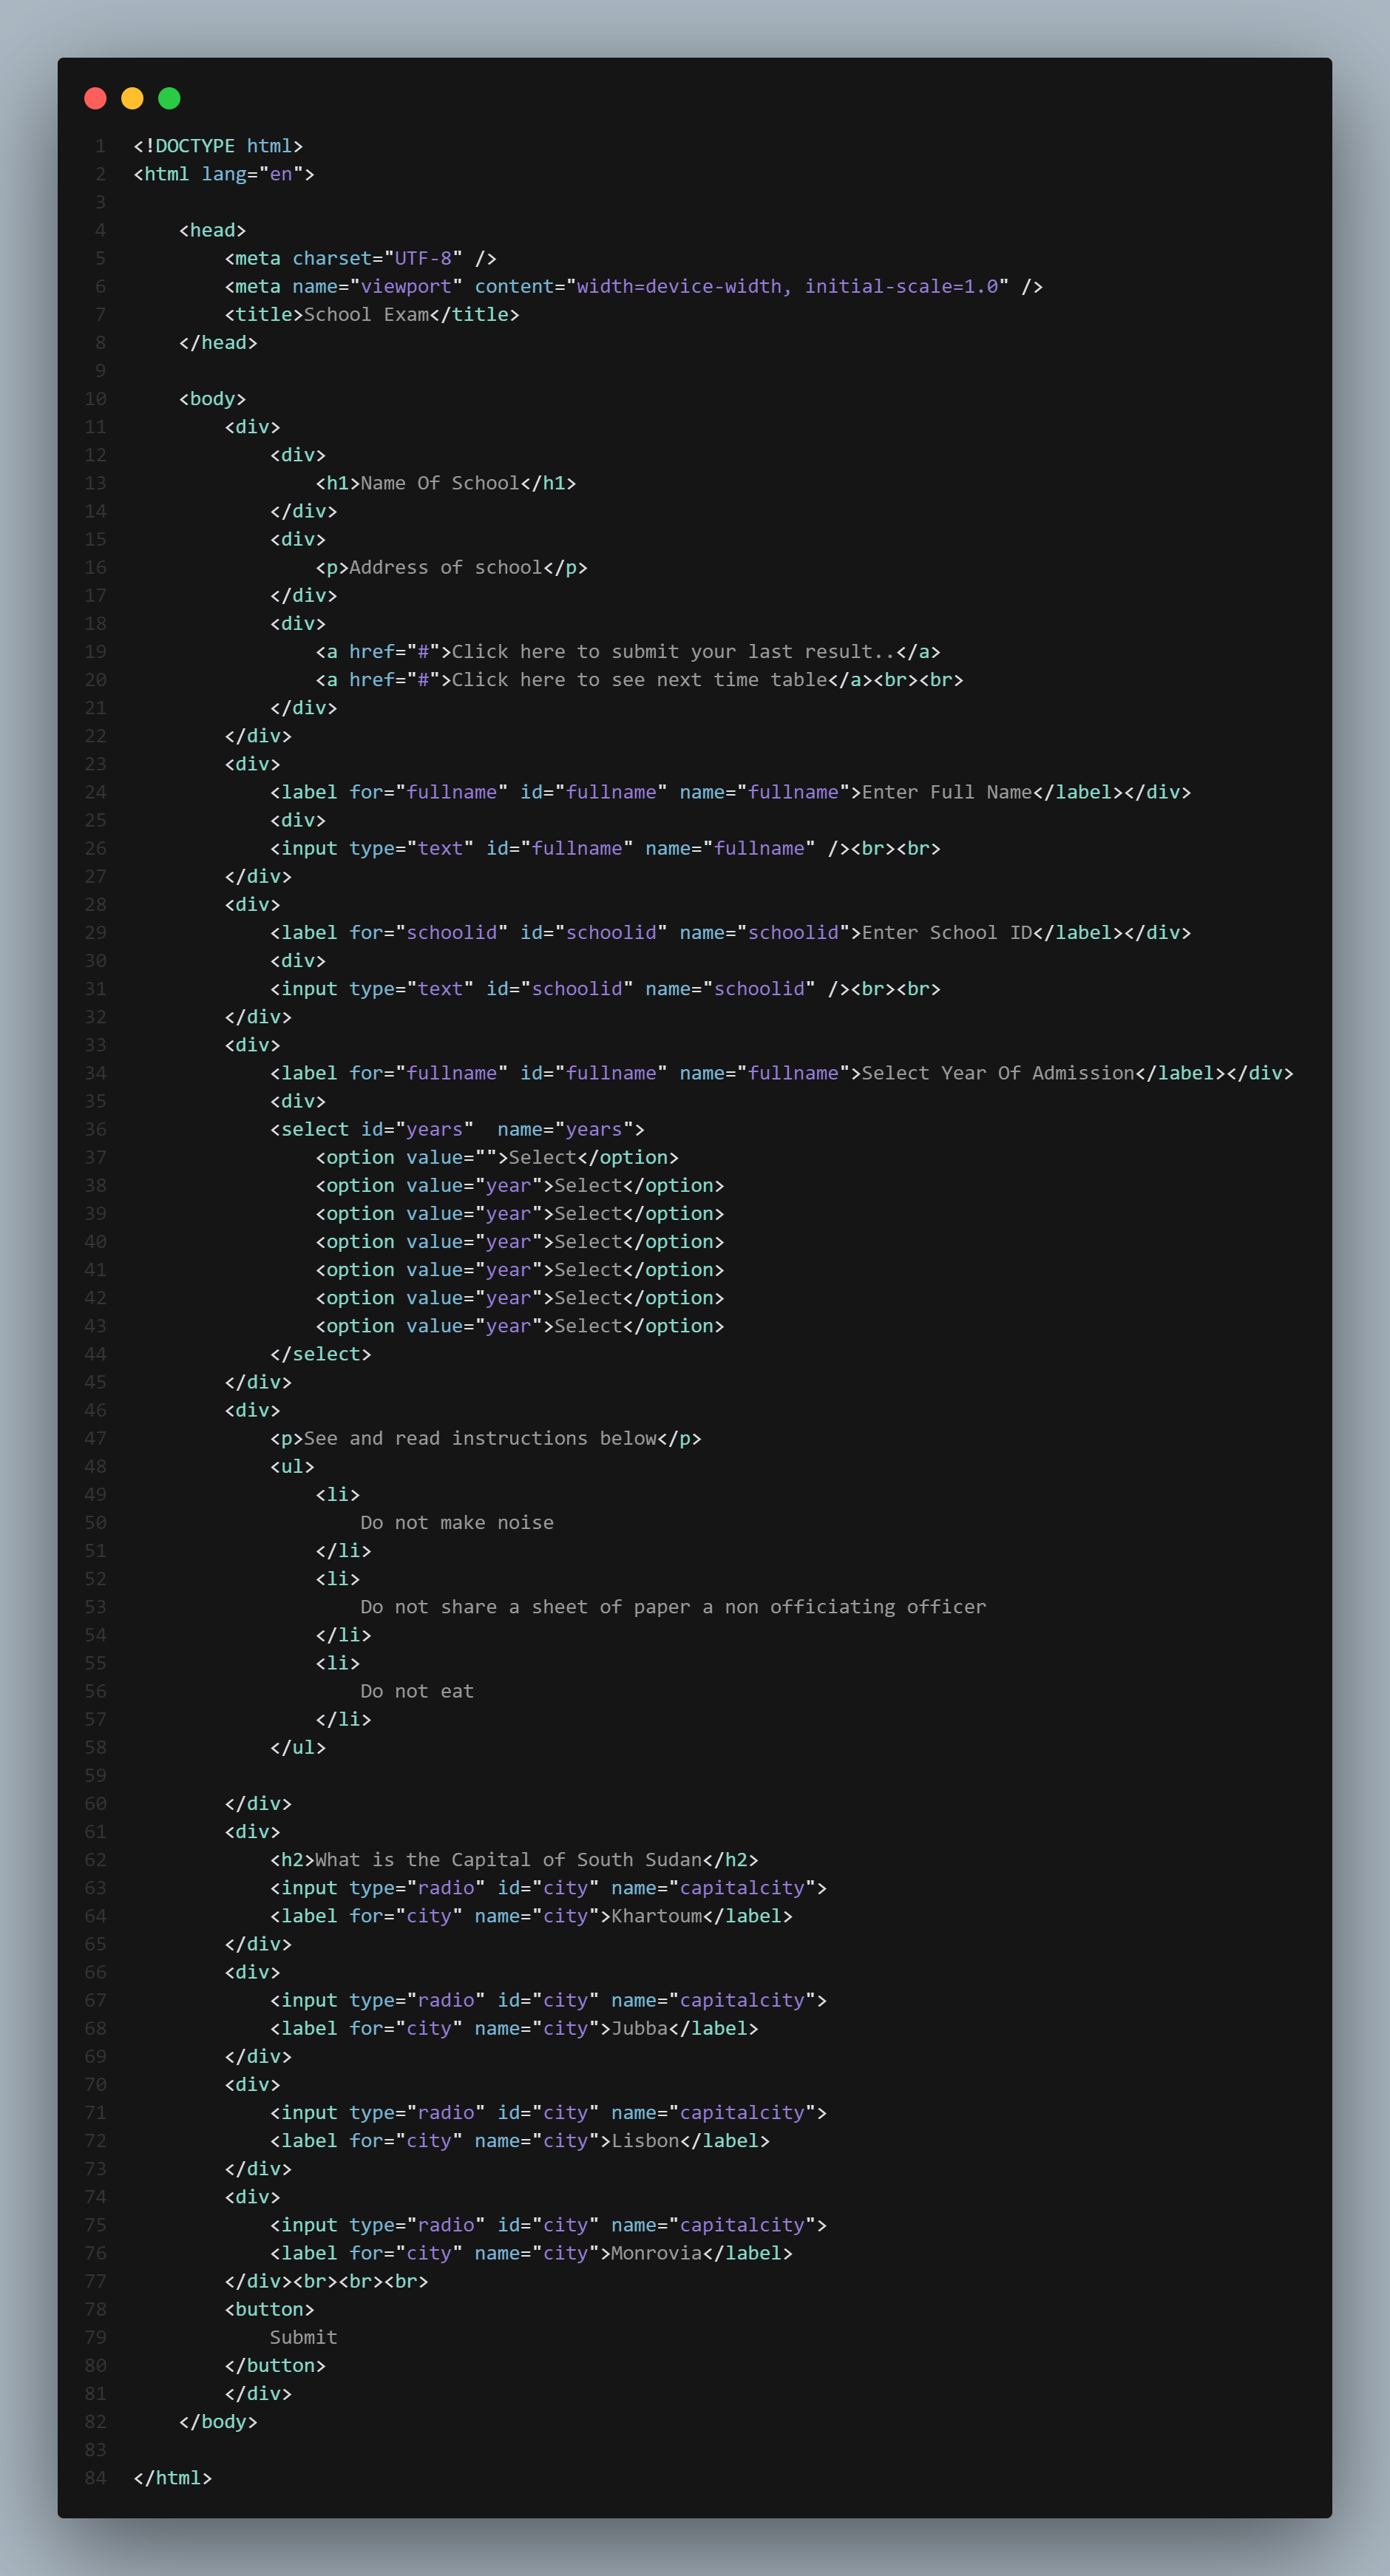 1 <!DOCTYPE html>
2 <html lang="en">
3
4 <head>
5 <meta charset="UTF-8" />
6 <meta name="viewport" content="width=device-width, initial-scale=1.0" />
7 <title>School Exam</title>
8 </head>
9
10 <body>
11 <div>
12 <div>
13 <h1>Name Of School</h1>
14 </div>
15 <div>
16 <p>Address of school</p>
17 </div>
18 <div>
19 <a href="#">Click here to submit your last result..</a>
20 <a href="#">Click here to see next time table</a><br><br>
21 </div>
22 </div>
23 <div>
24 <label for="fullname" id="fullname" name="fullname">Enter Full Name</label></div>
25 <div>
26 <input type="text" id="fullname" name="fullname" /><br><br>
27 </div>
28 <div>
29 <label for="schoolid" id="schoolid" name="schoolid">Enter School ID</label></div>
30 <div>
31 <input type="text" id="schoolid" name="schoolid" /><br><br>
32 </div>
33 <div>
34 <label for="fullname" id="fullname" name="fullname">Select Year Of Admission</label></div>
35 <div>
36 <select id="years"  name="years">
37 <option value="">Select</option>
38 <option value="year">Select</option>
39 <option value="year">Select</option>
40 <option value="year">Select</option>
41 <option value="year">Select</option>
42 <option value="year">Select</option>
43 <option value="year">Select</option>
44 </select>
45 </div>
46 <div>
47 <p>See and read instructions below</p>
48 <ul>
49 <li>
50 Do not make noise
51 </li>
52 <li>
53 Do not share a sheet of paper a non officiating officer
54 </li>
55 <li>
56 Do not eat
57 </li>
58 </ul>
59
60 </div>
61 <div>
62 <h2>What is the Capital of South Sudan</h2>
63 <input type="radio" id="city" name="capitalcity">
64 <label for="city" name="city">Khartoum</label>
65 </div>
66 <div>
67 <input type="radio" id="city" name="capitalcity">
68 <label for="city" name="city">Jubba</label>
69 </div>
70 <div>
71 <input type="radio" id="city" name="capitalcity">
72 <label for="city" name="city">Lisbon</label>
73 </div>
74 <div>
75 <input type="radio" id="city" name="capitalcity">
76 <label for="city" name="city">Monrovia</label>
77 </div><br><br><br>
78 <button>
79 Submit
80 </button>
81 </div>
82 </body>
83
84 </html>